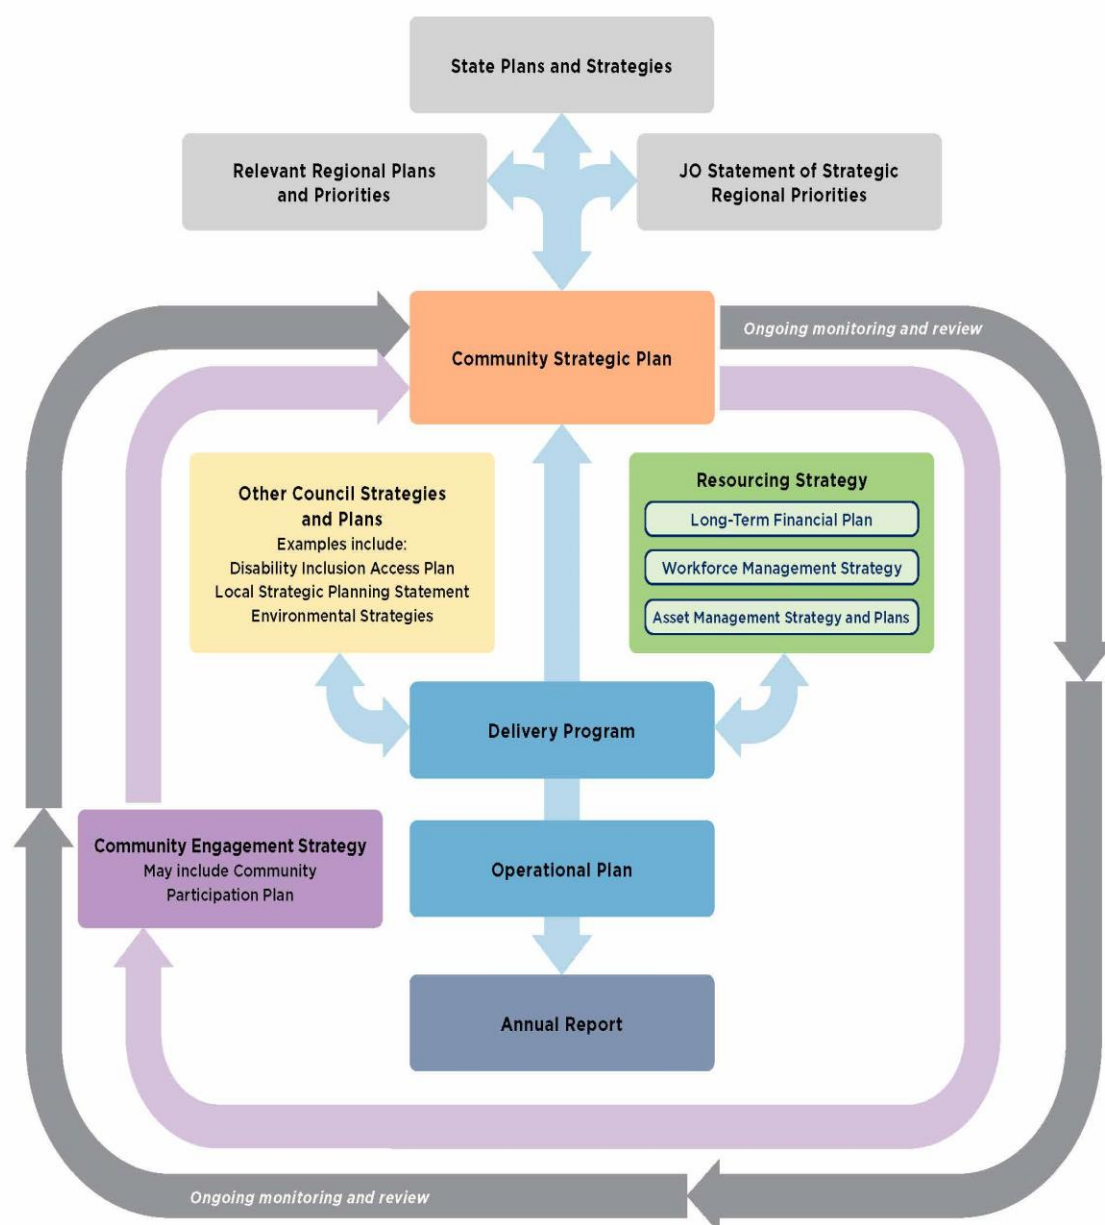 State Plans and Strategies
Relevant Regional Plans
and Priorities
JO Statement of Strategic
Regional Priorities
Community Strategic Plan
Ongoing monitoring and review
Other Council Strategies
and Plans
Examples include:
Disability Inclusion Access Plan
Local Strategic Planning Statement
Environmental Strategies
Resourcing Strategy
Long-Term Financial Plan
Workforce Management Strategy
Asset Management Strategy and Plans
Delivery Program
Community Engagement Strategy
May include Community
Participation Plan
Operational Plan
Annual Report
Ongoing monitoring and review